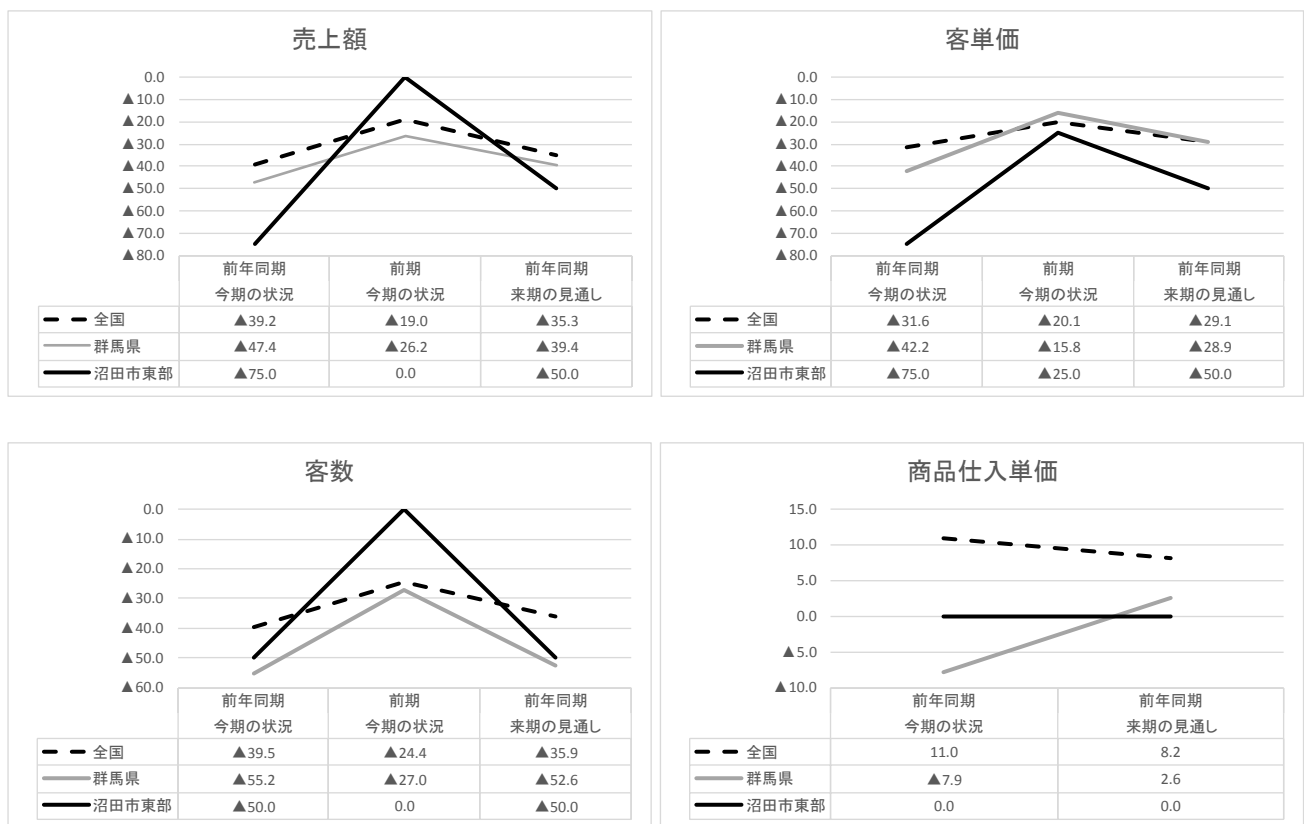 売上額
0.0
▲10.0
▲20.0
▲30.0
▲40.0
▲50.0
▲60.0
▲70.0
▲80.0
前年同期 前期 前年同期
今期の状況 今期の状況 来期の見通し
全国 ▲39.2 ▲19.0 ▲35.3
群馬県 ▲47.4 ▲26.2 ▲39.4
沼田市東部 ▲75.0 0.0 ▲50.0
客単価
0.0
▲10.0
▲20.0
▲30.0
▲40.0
▲50.0
▲60.0
▲70.0
▲80.0
前年同期 前期 前年同期
今期の状況 今期の状況 来期の見通し
全国 ▲31.6 ▲20.1 ▲29.1
群馬県 ▲42.2 ▲15.8 ▲28.9
沼田市東部 ▲75.0 ▲25.0 ▲50.0
客数
0.0
▲10.0
▲20.0
▲30.0
▲40.0
▲50.0
▲60.0
前年同期 前期 前年同期
今期の状況 今期の状況 来期の見通し
全国 ▲39.5 ▲24.4 ▲35.9
群馬県 ▲55.2 ▲27.0 ▲52.6
沼田市東部 ▲50.0 0.0 ▲50.0
商品仕入単価
15.0
10.0
5.0
0.0
▲5.0
▲10.0
前年同期 前年同期
今期の状況 来期の見通し
全国 11.0 8.2
群馬県 ▲7.9 2.6
沼田市東部 0.0 0.0